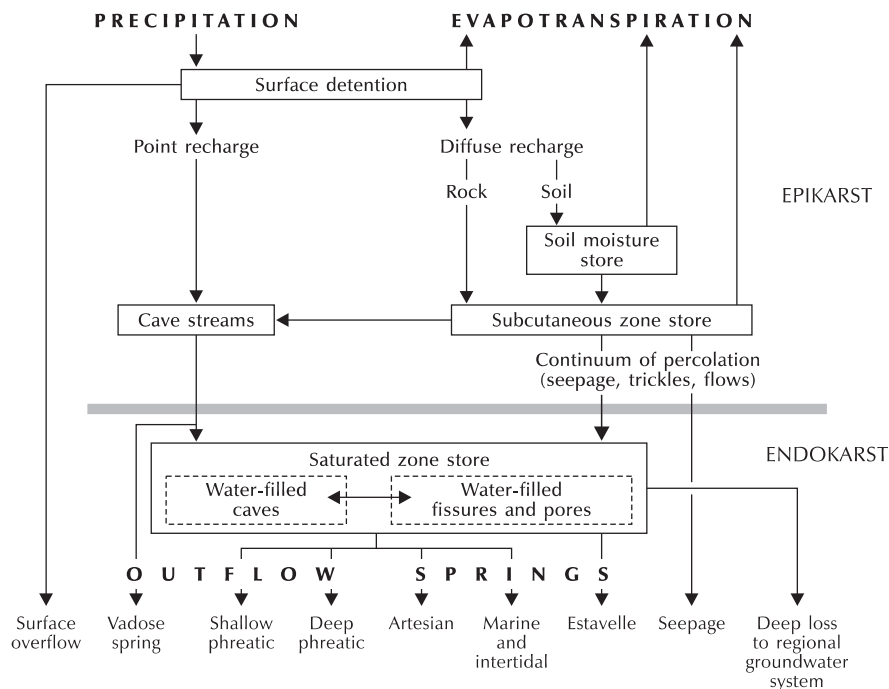 PRECIPITATION EVAPOTRANSPIRATION
Surface detention
Point recharge
Diffuse recharge
Rock
Soil
EPIKARST
Soil moisture
store
Cave streams
Subcutaneous zone store
Continuum of percolation
(seepage, trickles, flows)
ENDOKARST
Saturated zone store
Water-filled
caves
Water-filled
fissures and pores
OUTFLOW SPRINGS
Surface
overflow
Vadose
spring
Shallow
phreatic
Deep
phreatic
Artesian
Marine
and
intertidal
Estavelle
Seepage
Deep loss
to regional
groundwater
system